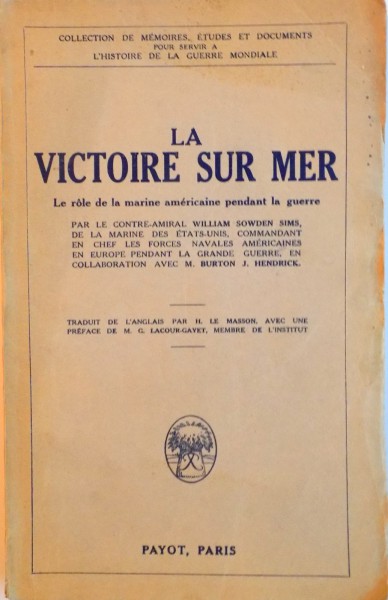 COLLECTION DE MÉMOIRES, ÉTUDES ET DOCUMENTS
POUR SERVIR A
L'HISTOIRE DE LA GUERRE MONDIALE
LA
VICTOIRE SUR MER
Le rôle de la marine américaine pendant la guerre
PAR LE CONTRE-AMIRAL WILLIAM SOWDEN SIMS,
DE LA MARINE DES ÉTATS-UNIS, COMMANDANT
EN CHEF LES FORCES NAVALES AMÉRICAINES
EN EUROPE PENDANT LA GRANDE GUERRE, EN
COLLABORATION AVEC M. BURTON J. HENDRICK.
TRADUIT DE L'ANGLAIS PAR H. LE MASSON, AVEC UNE
PRÉFACE DE M. G. LACOUR-GAYET, MEMBRE DE L'INSTITUT
PAYOT, PARIS